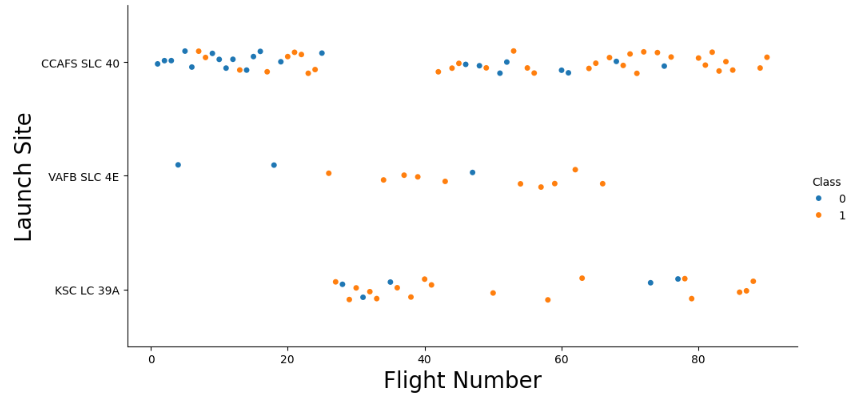 CCAFS SLC 40
VAFB SLC 4E
KSC LC 39A
Launch Site
0
20
40
60
80
Flight Number
Class
0
1